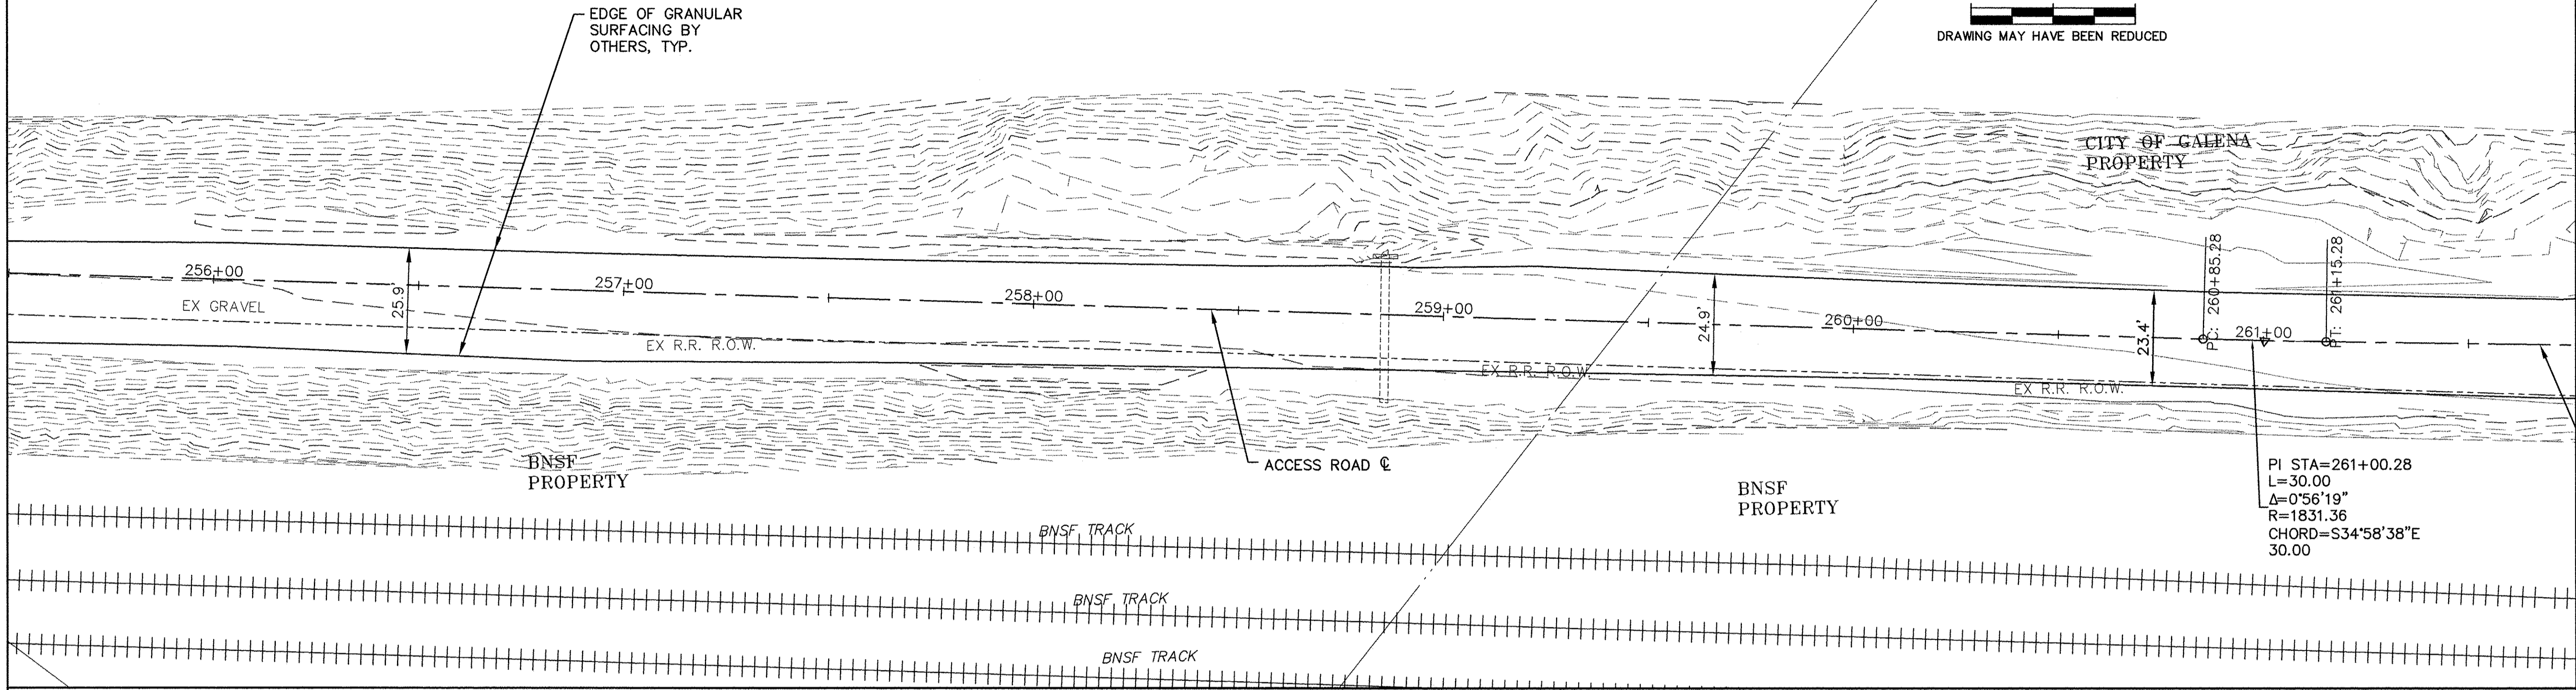 EDGE OF GRANULAR
SURFACING BY
OTHERS, TYP.
DRAWING MAY HAVE BEEN REDUCED
CITY OF GALENA
PROPERTY
256+00
257+00
258+00
259+00
260+00
261+00
EX GRAVEL
25.9'
24.9'
23.4'
PC: 260+85.28
PT: 261+15.28
EX R.R. R.O.W.
EX R.R. R.O.W.
EX R.R. R.O.W.
ACCESS ROAD ℄
BNSF
PROPERTY
BNSF
PROPERTY
PI STA=261+00.28
L=30.00
Δ=0°56'19"
R=1831.36
CHORD=S34°58'38"E
30.00
BNSF TRACK
BNSF TRACK
BNSF TRACK